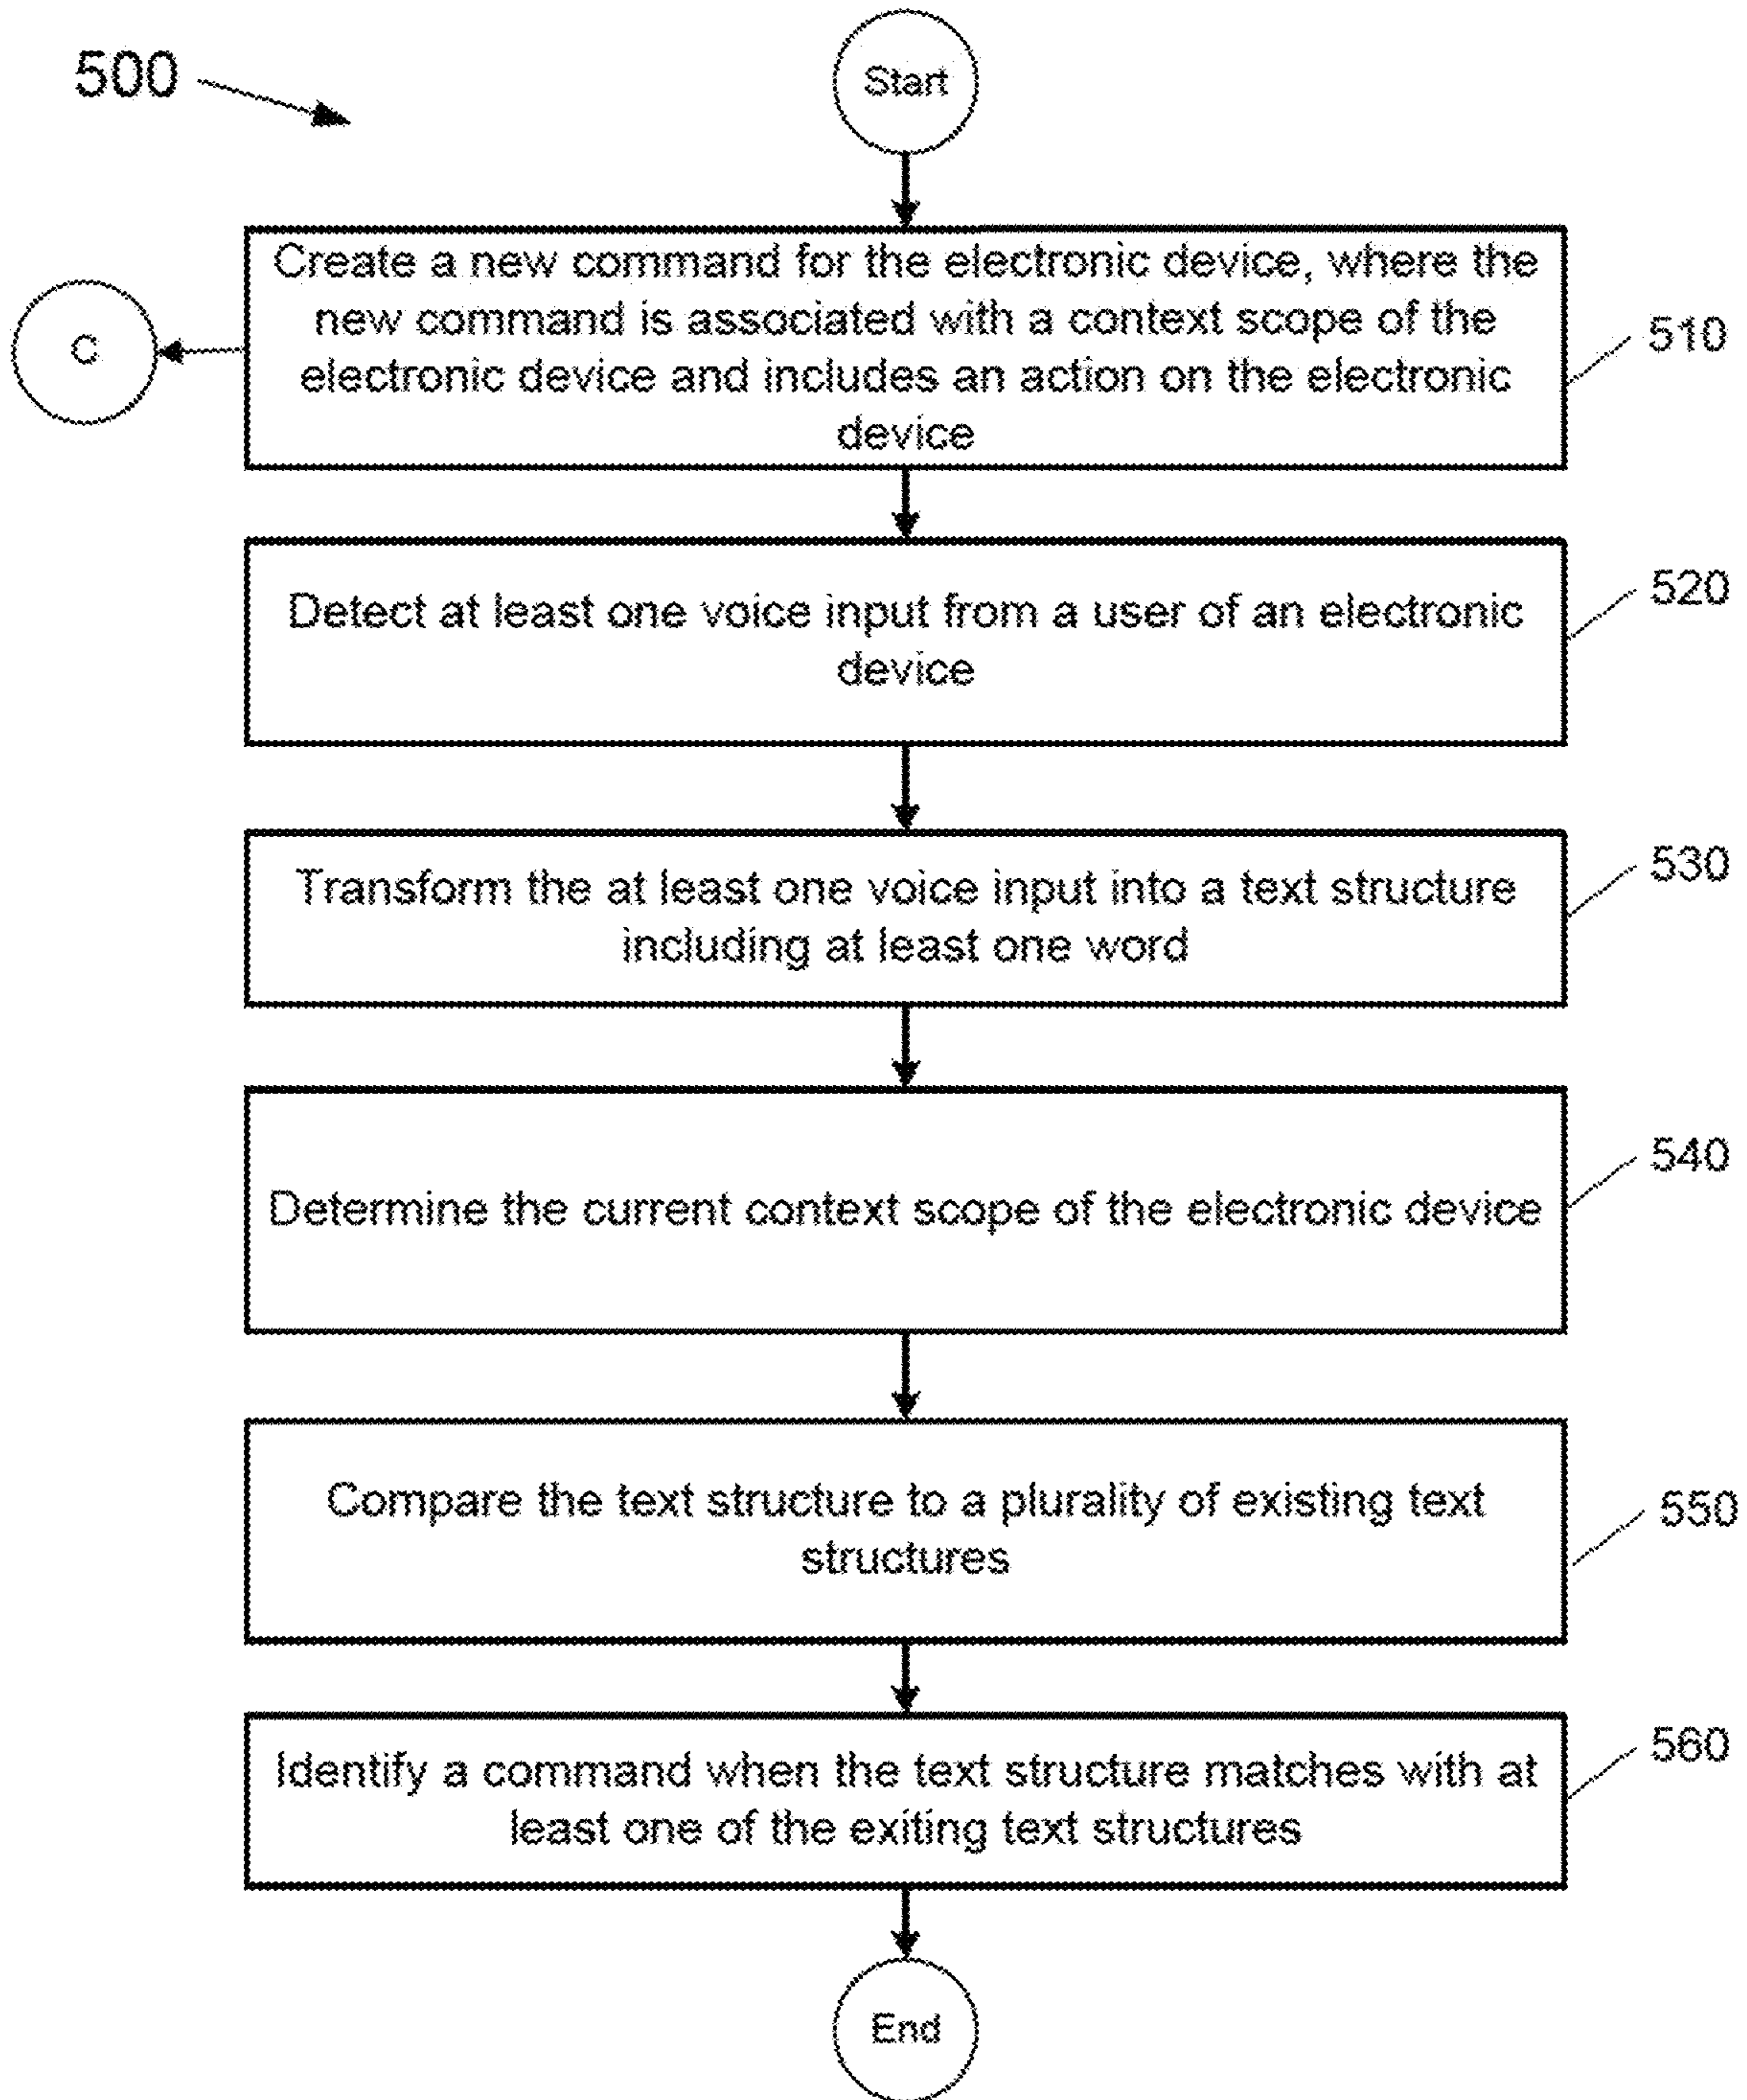 500
Start
Create a new command for the electronic device, where the
new command is associated with a context scope of the
electronic device and includes an action on the electronic
device
510
C
Detect at least one voice input from a user of an electronic
device
520
Transform the at least one voice input into a text structure
including at least one word
530
Determine the current context scope of the electronic device
540
Compare the text structure to a plurality of existing text
structures
550
Identify a command when the text structure matches with at
least one of the exiting text structures
560
End